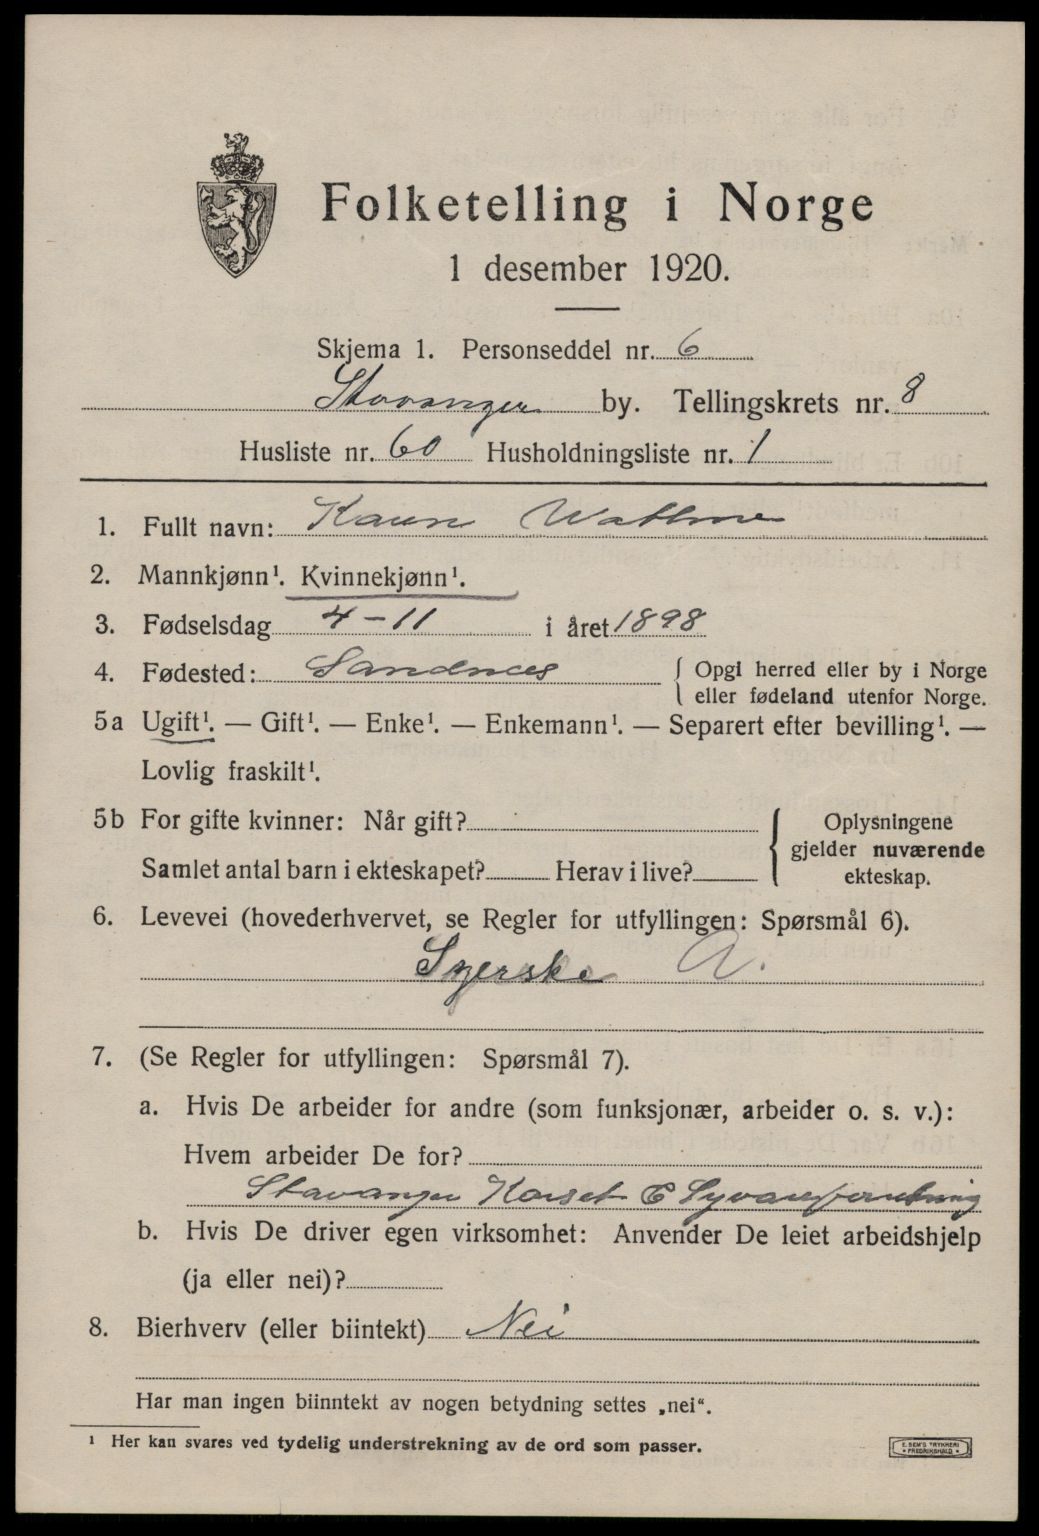 Folketelling i Norge
1 desember 1920.
Skjema 1. Personseddel nr. 6
Stavanger by. Tellingskrets nr. 8
Husliste nr. 60 Husholdningsliste nr. 1
1. Fullt navn:
2. Mannkjønn¹. Kvinnekjønn¹.
3. Fødselsdag 4-11 i året 1898
4. Fødested: Sandnes { Opgi herred eller by i Norge
eller fødeland utenfor Norge.
5a Ugift¹. — Gift¹. — Enke¹. — Enkemann¹. — Separert efter bevilling¹. —
Lovlig fraskilt¹.
5b For gifte kvinner: Når gift?
Samlet antal barn i ekteskapet? Herav i live?
{ Oplysningene
gjelder nuværende
ekteskap.
6. Levevei (hovederhvervet, se Regler for utfyllingen: Spørsmål 6).
Syerske A.
7. (Se Regler for utfyllingen: Spørsmål 7).
a. Hvis De arbeider for andre (som funksjonær, arbeider o. s. v.):
Hvem arbeider De for?
Stavanger Korset &
b. Hvis De driver egen virksomhet: Anvender De leiet arbeidshjelp
(ja eller nei)?
8. Bierhverv (eller biintekt) Nei
Har man ingen biinntekt av nogen betydning settes „nei“.
¹ Her kan svares ved tydelig understrekning av de ord som passer.
E. SEM'S TRYKKERI
• FREDRIKSHALD •